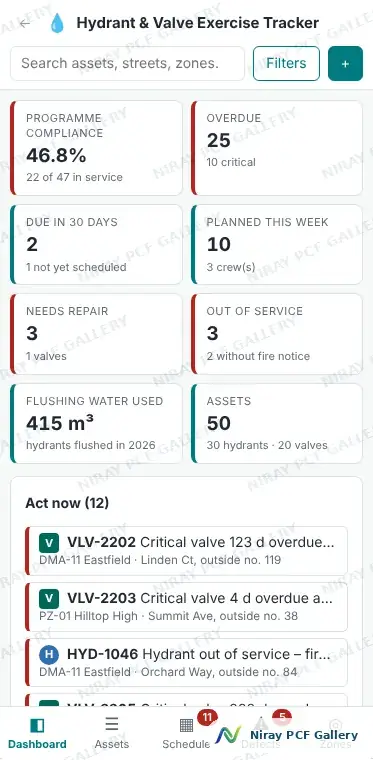 ← 💧 Hydrant & Valve Exercise Tracker
Search assets, streets, zones.
Filters
+
PROGRAMME
COMPLIANCE
46.8%
22 of 47 in service
OVERDUE
25
10 critical
DUE IN 30 DAYS
2
1 not yet scheduled
PLANNED THIS WEEK
10
3 crew(s)
NEEDS REPAIR
3
1 valves
OUT OF SERVICE
3
2 without fire notice
FLUSHING WATER USED
415 m³
hydrants flushed in 2026
ASSETS
50
30 hydrants · 20 valves
Act now (12)
V VLV-2202 Critical valve 123 d overdue...
DMA-11 Eastfield · Linden Ct, outside no. 119
V VLV-2203 Critical valve 4 d overdue a...
PZ-01 Hilltop High · Summit Ave, outside no. 38
H HYD-1046 Hydrant out of service – fir...
DMA-11 Eastfield · Orchard Way, outside no. 84
11
5
Dashboard
Assets
Schedule
Defects
Zones
Niray PCF Gallery
NIRAY PCF GALLERY